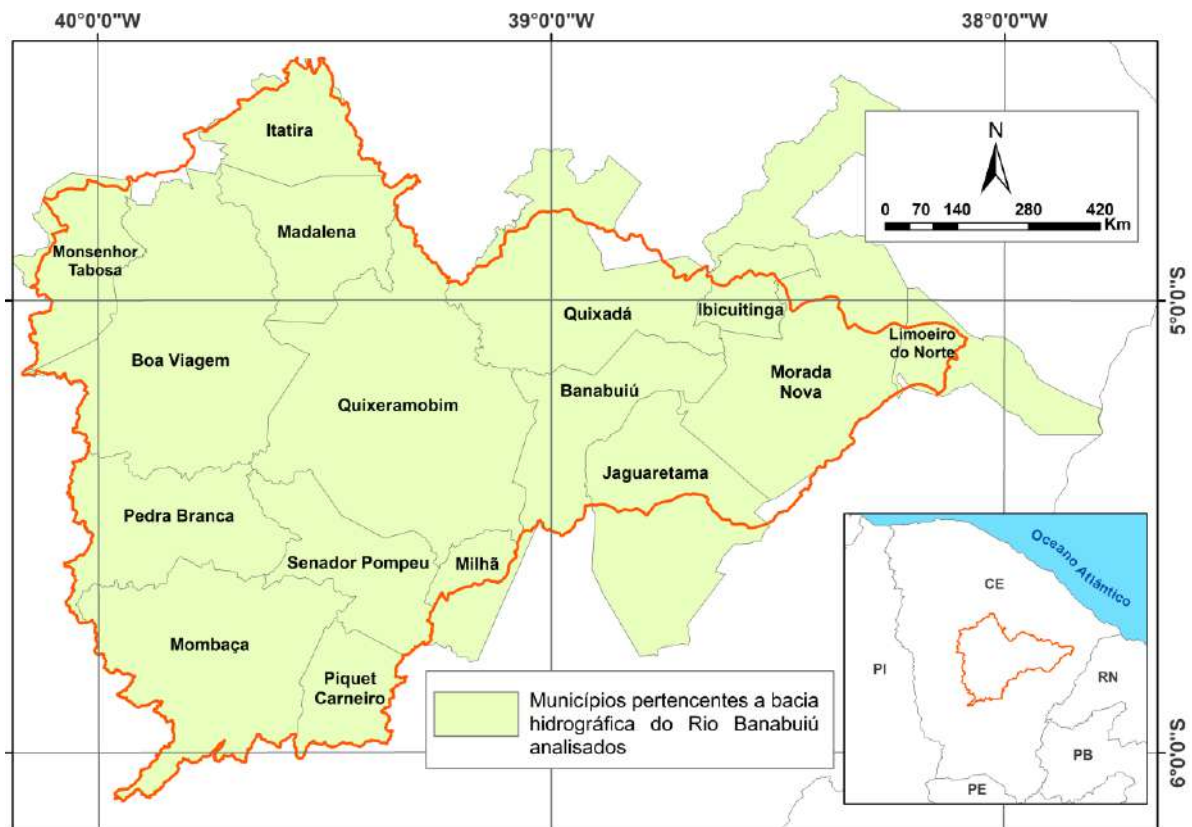 40°0'0"W
39°0'0"W
38°0'0"W
Itatira
N
0 70 140 280 420
Km
Monsenhor
Tabosa
Madalena
5°0'0"S
Quixadá
Ibicuitinga
Limoeiro
do Norte
Boa Viagem
Banabuiú
Morada
Nova
Quixeramobim
Jaguaretama
Pedra Branca
Senador Pompeu
Milhã
Mombaça
Piquet
Carneiro
Municípios pertencentes a bacia
hidrográfica do Rio Banabuiú
analisados
Oceano Atlântico
CE
PI
RN
PB
PE
6°0'0"S